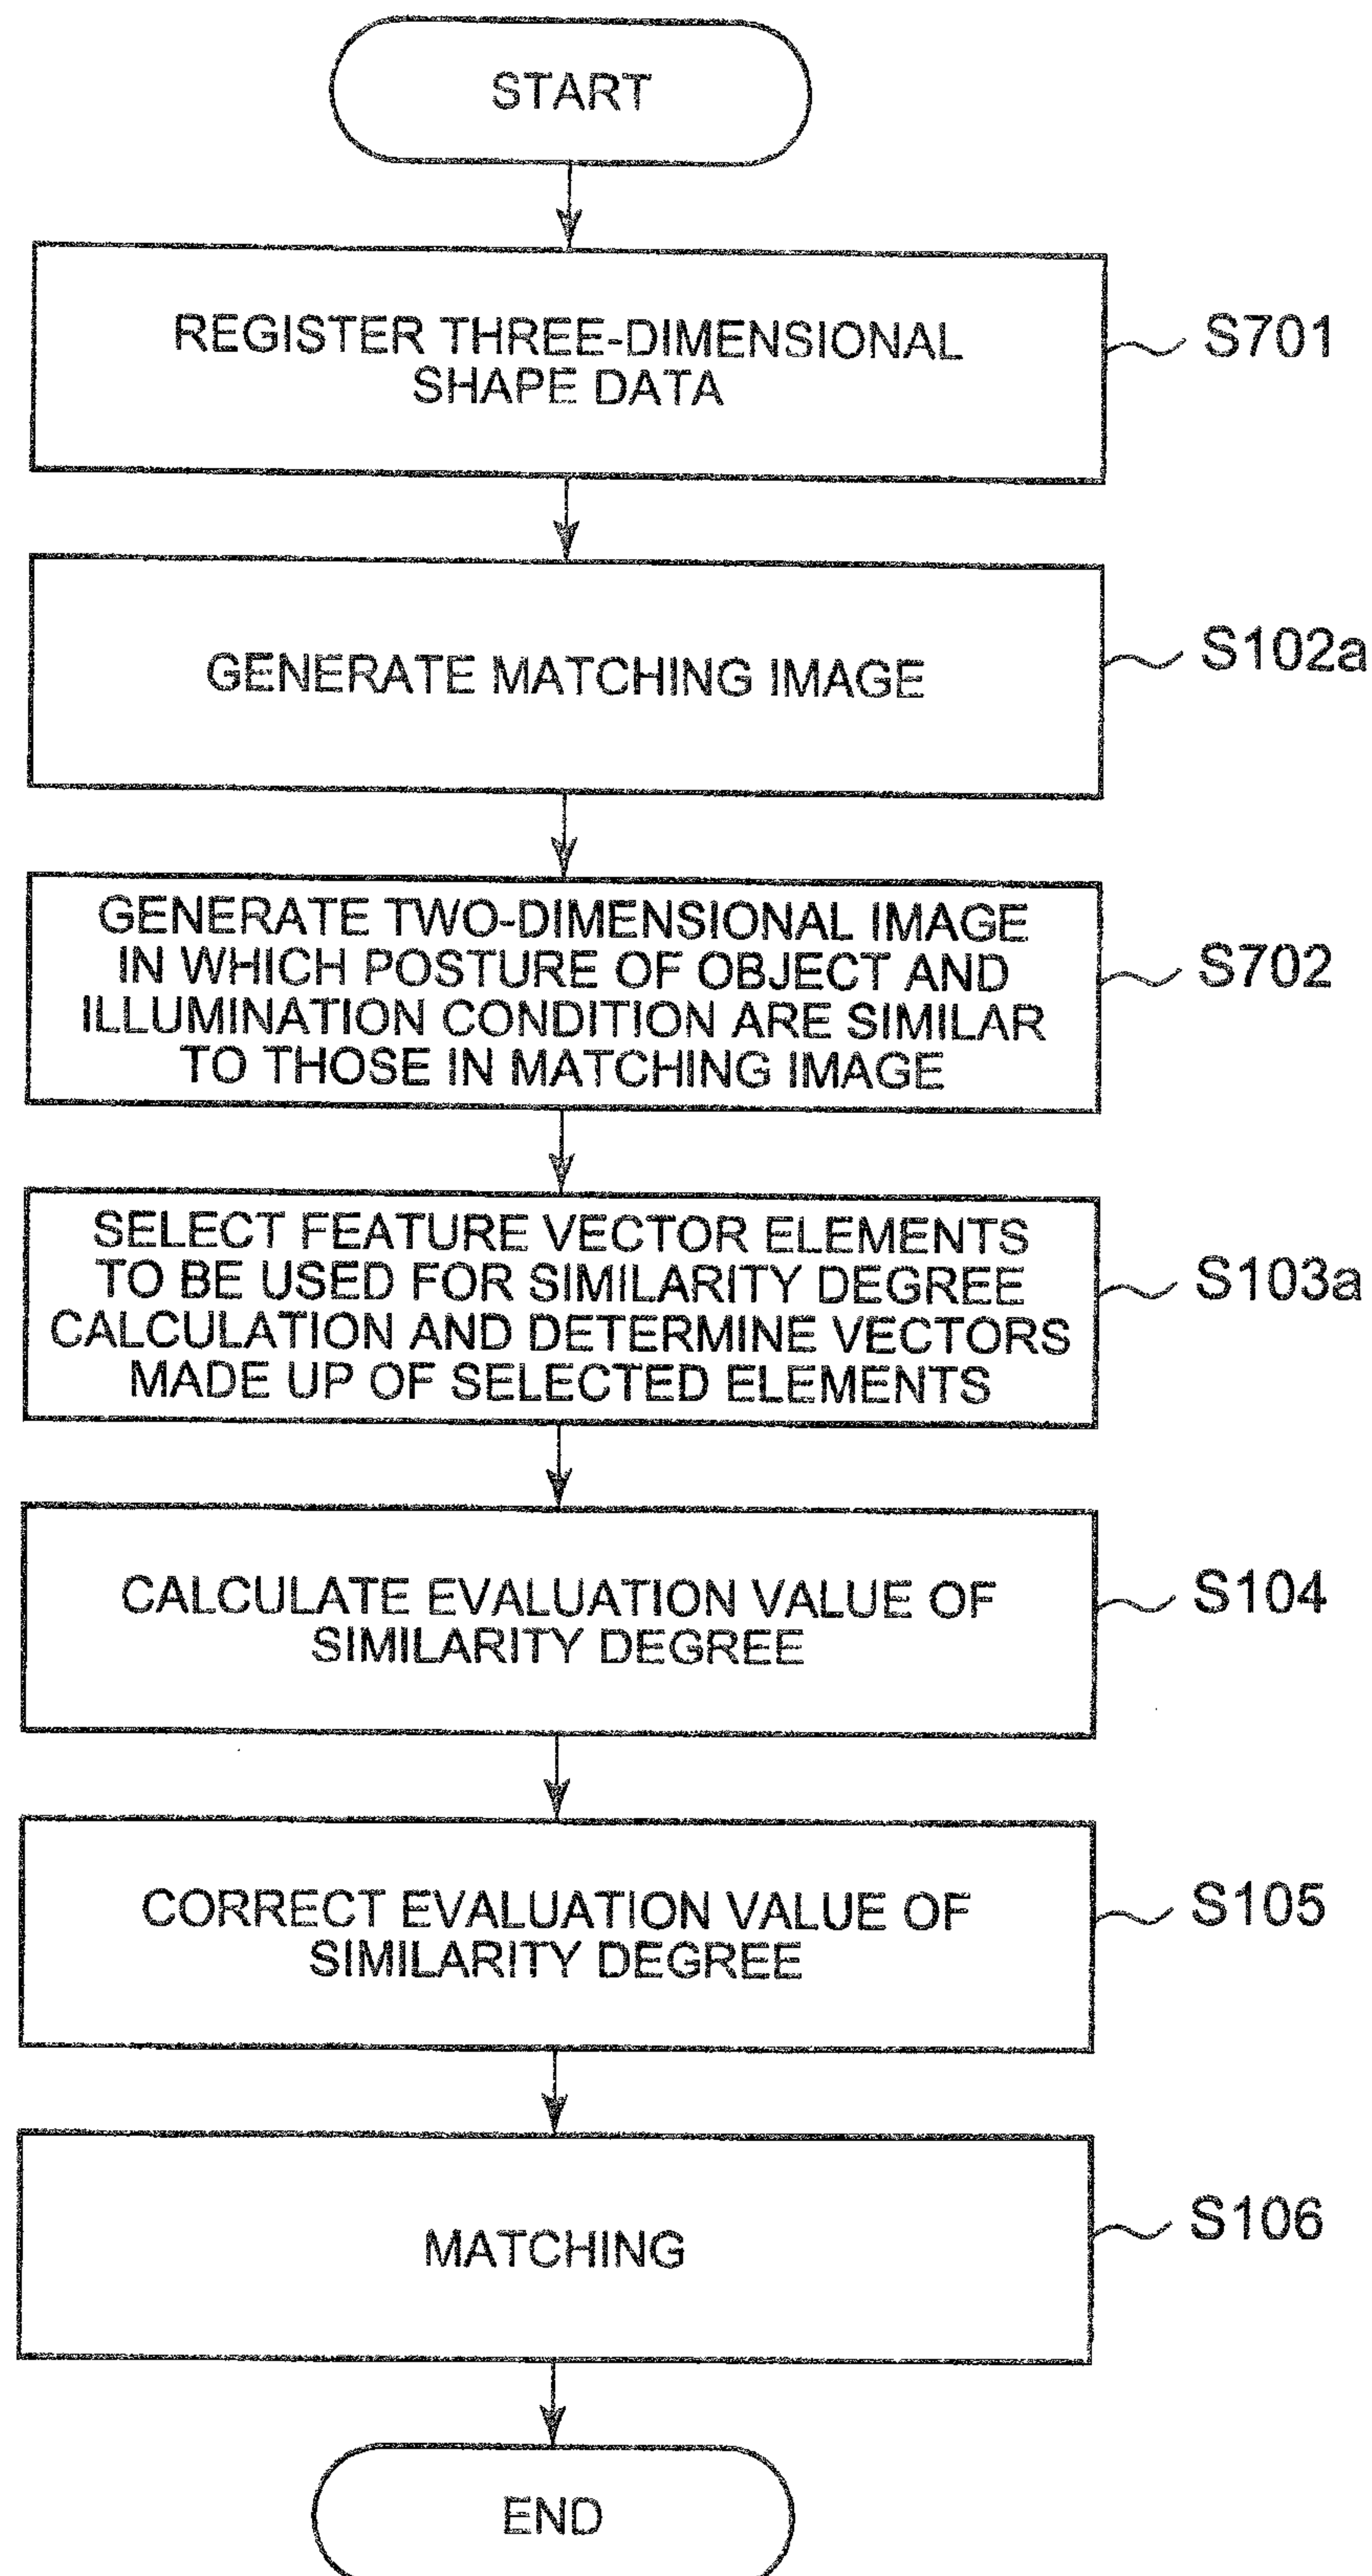 START
REGISTER THREE-DIMENSIONAL
SHAPE DATA
S701
GENERATE MATCHING IMAGE
S102a
GENERATE TWO-DIMENSIONAL IMAGE
IN WHICH POSTURE OF OBJECT AND
ILLUMINATION CONDITION ARE SIMILAR
TO THOSE IN MATCHING IMAGE
S702
SELECT FEATURE VECTOR ELEMENTS
TO BE USED FOR SIMILARITY DEGREE
CALCULATION AND DETERMINE VECTORS
MADE UP OF SELECTED ELEMENTS
S103a
CALCULATE EVALUATION VALUE OF
SIMILARITY DEGREE
S104
CORRECT EVALUATION VALUE OF
SIMILARITY DEGREE
S105
MATCHING
S106
END